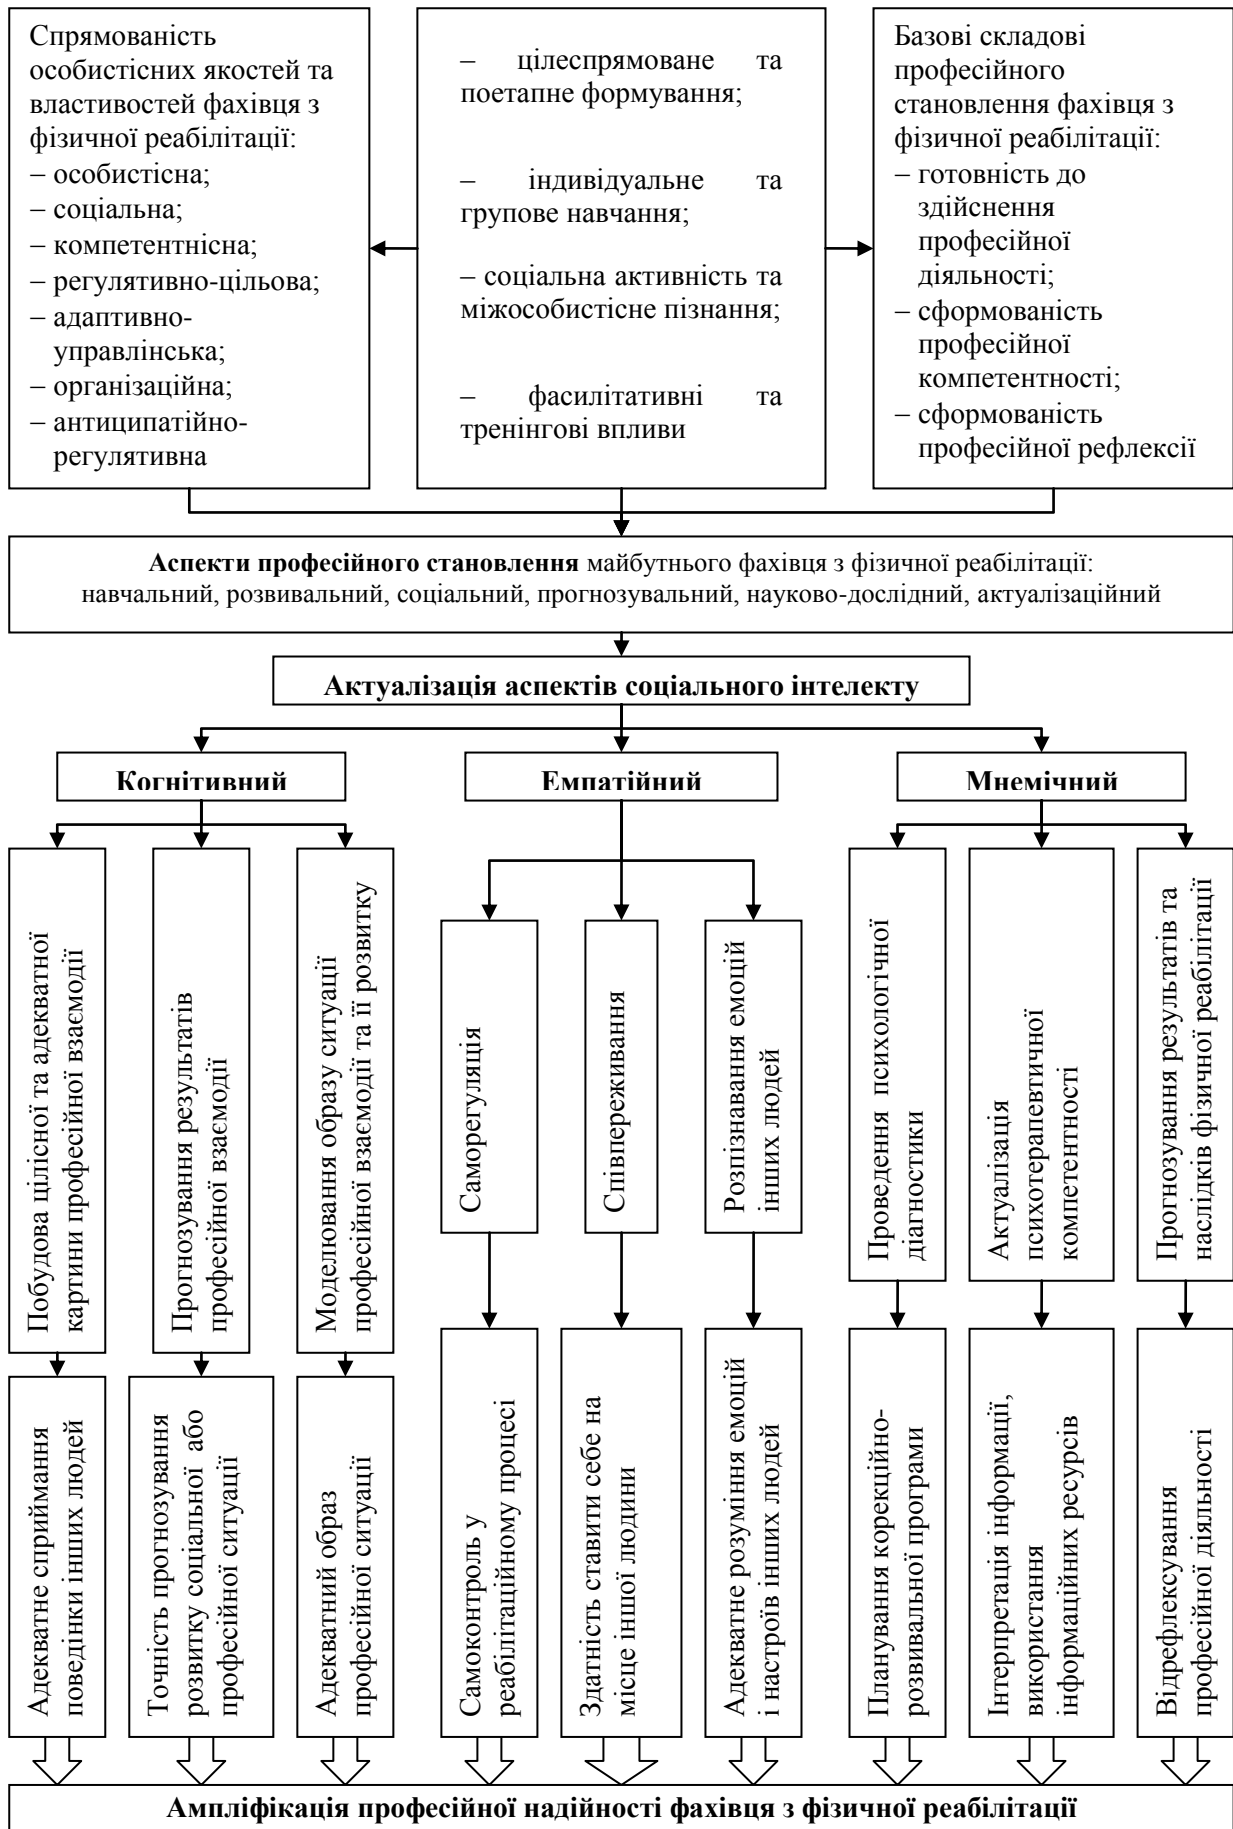 Спрямованість
особистісних якостей та
властивостей фахівця з
фізичної реабілітації:
– особистісна;
– соціальна;
– компетентнісна;
– регулятивно-цільова;
– адаптивно-
управлінська;
– організаційна;
– антиципатійно-
регулятивна
– цілеспрямоване та
поетапне формування;
– індивідуальне та
групове навчання;
– соціальна активність та
міжособистісне пізнання;
– фасилітативні та
тренінгові впливи
Базові складові
професійного
становлення фахівця з
фізичної реабілітації:
– готовність до
здійснення
професійної
діяльності;
– сформованість
професійної
компетентності;
– сформованість
професійної рефлексії
Аспекти професійного становлення майбутнього фахівця з фізичної реабілітації:
навчальний, розвивальний, соціальний, прогнозувальний, науково-дослідний, актуалізаційний
Актуалізація аспектів соціального інтелекту
Когнітивний
Емпатійний
Мнемічний
Побудова цілісної та адекватної
картини професійної взаємодії
Прогнозування результатів
професійної взаємодії
Моделювання образу ситуації
професійної взаємодії та її розвитку
Саморегуляція
Співпереживання
Розпізнавання емоцій
інших людей
Проведення психологічної
діагностики
Актуалізація
психотерапевтичної
компетентності
Прогнозування результатів та
наслідків фізичної реабілітації
Адекватне сприймання
поведінки інших людей
Точність прогнозування
розвитку соціальної або
професійної ситуації
Адекватний образ
професійної ситуації
Самоконтроль у
реабілітаційному процесі
Здатність ставити себе на
місце іншої людини
Адекватне розуміння емоцій
і настроїв інших людей
Планування корекційно-
розвивальної програми
Інтерпретація інформації,
використання
інформаційних ресурсів
Відрефлексування
професійної діяльності
Ампліфікація професійної надійності фахівця з фізичної реабілітації